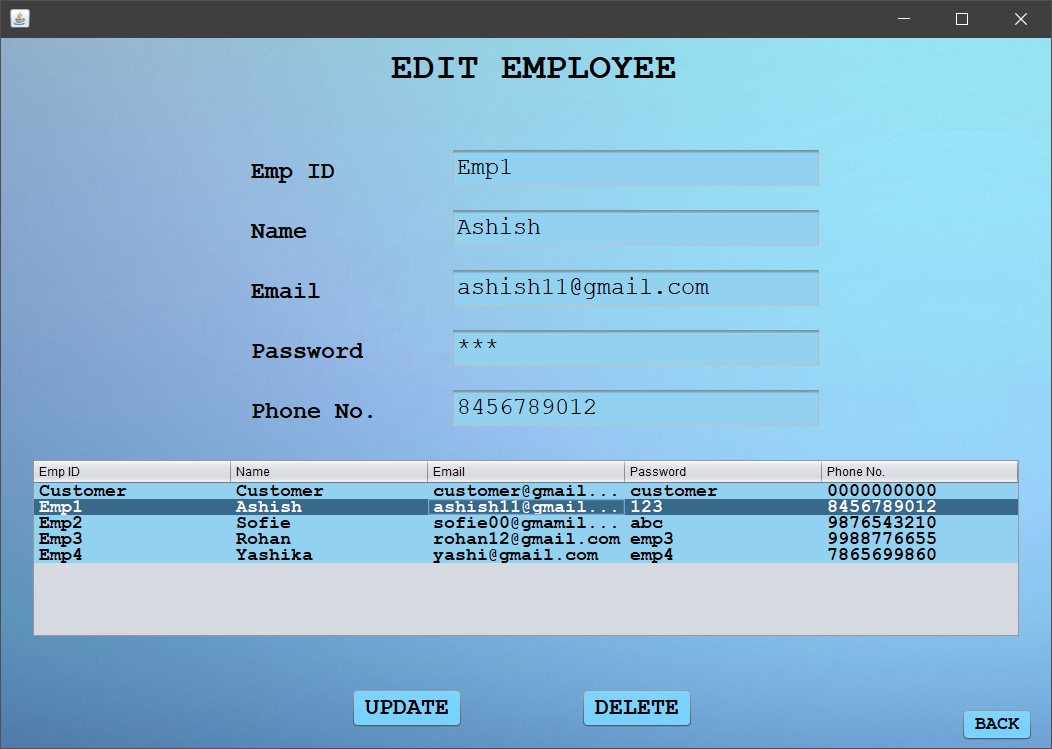 EDIT EMPLOYEE
Emp ID Emp1
Name Ashish
Email ashish11@gmail.com
Password ***
Phone No. 8456789012
Emp ID Name Email Password Phone No.
Customer Customer customer@gmail... customer 0000000000
Emp1 Ashish ashish11@gmail... 123 8456789012
Emp2 Sofie sofie00@gmamil... abc 9876543210
Emp3 Rohan rohan12@gmail.com emp3 9988776655
Emp4 Yashika yashi@gmail.com emp4 7865699860
UPDATE DELETE
BACK